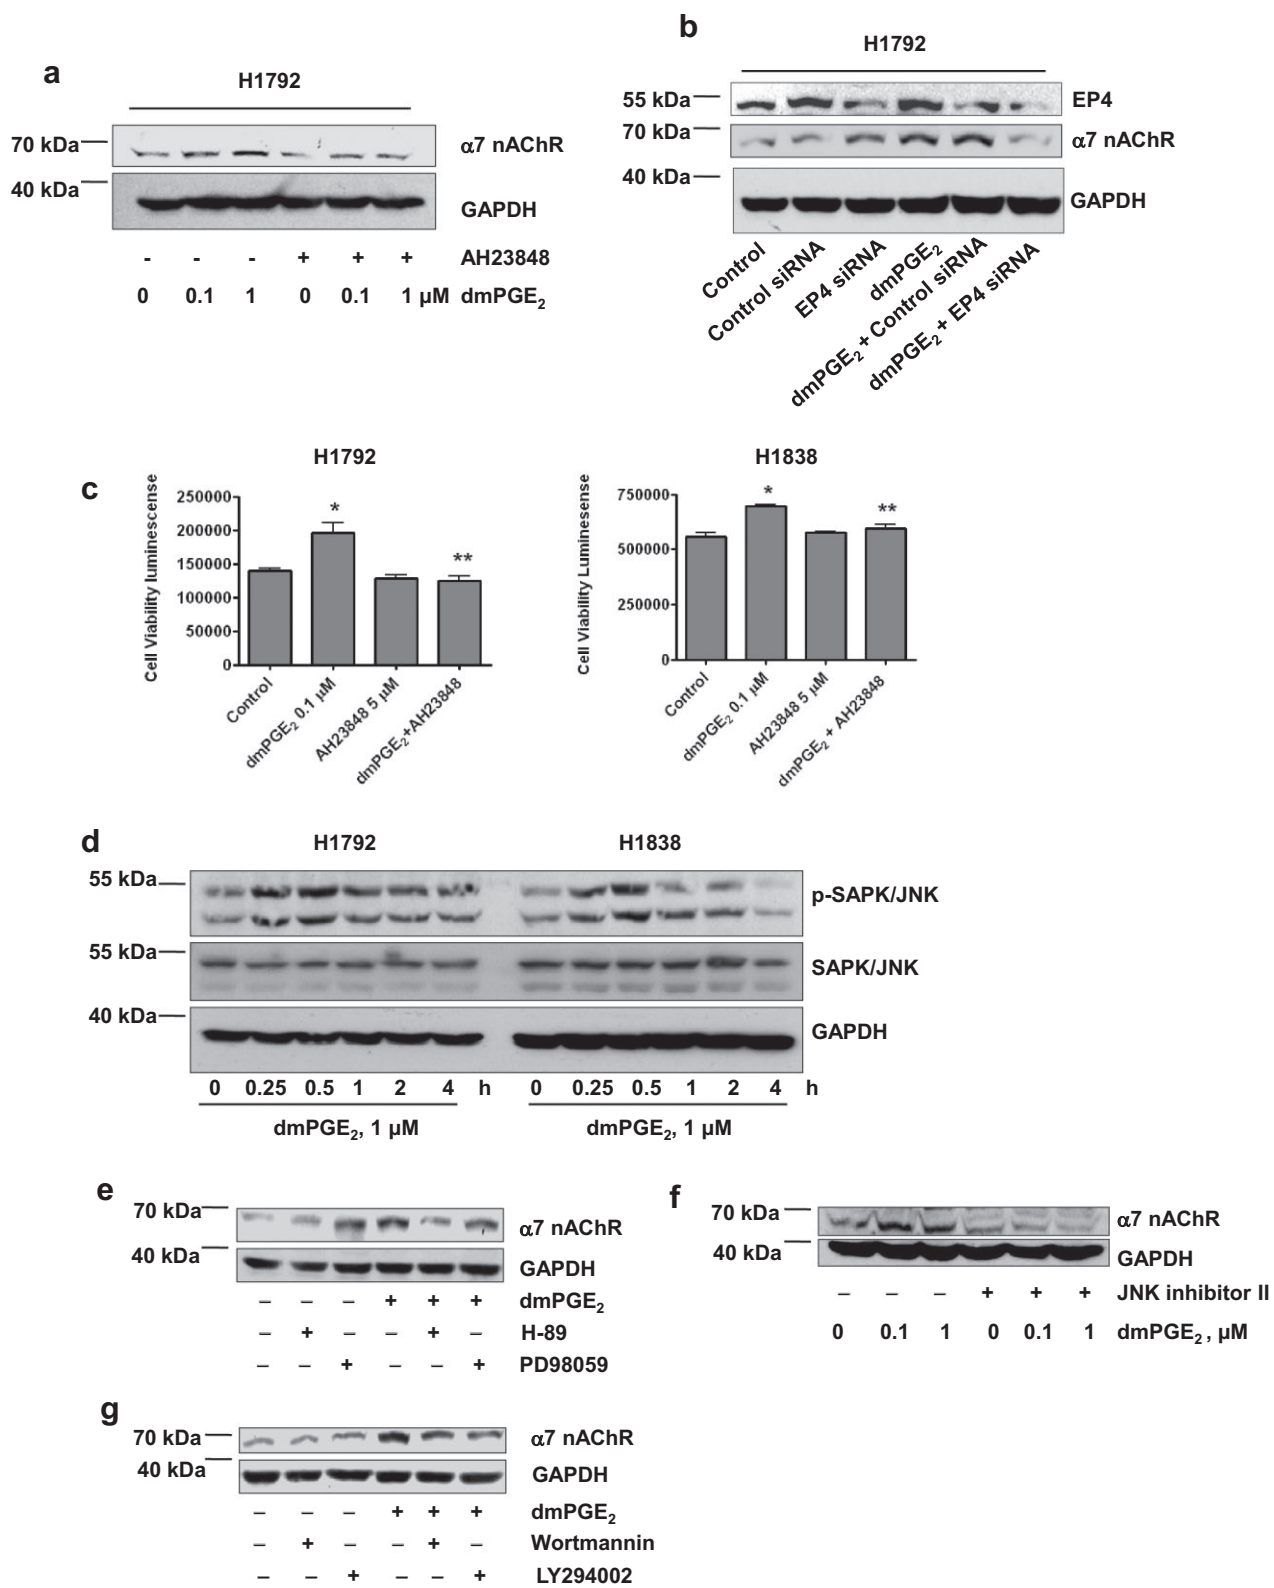 a
H1792
70 kDa
α7 nAChR
40 kDa
GAPDH
- - - + + + AH23848
0 0.1 1 0 0.1 1 µM dmPGE2
b
H1792
55 kDa
EP4
70 kDa
α7 nAChR
40 kDa
GAPDH
Control
Control siRNA
EP4 siRNA
dmPGE2
dmPGE2 + Control siRNA
dmPGE2 + EP4 siRNA
c
H1792
Cell Viability luminescense
250000
200000
150000
100000
50000
0
*
**
Control
dmPGE2 0.1 µM
AH23848 5 µM
dmPGE2+AH23848
H1838
Cell Viability Luminesense
750000
500000
250000
0
*
**
Control
dmPGE2 0.1 µM
AH23848 5 µM
dmPGE2 + AH23848
d
H1792 H1838
55 kDa
p-SAPK/JNK
55 kDa
SAPK/JNK
40 kDa
GAPDH
0 0.25 0.5 1 2 4 h 0 0.25 0.5 1 2 4 h
dmPGE2, 1 µM dmPGE2, 1 µM
e
70 kDa
α7 nAChR
40 kDa
GAPDH
– – – + + + dmPGE2
– + – – + – H-89
– – + – – + PD98059
f
70 kDa
α7 nAChR
40 kDa
GAPDH
– – – + + + JNK inhibitor II
0 0.1 1 0 0.1 1 dmPGE2 , µM
g
70 kDa
α7 nAChR
40 kDa
GAPDH
– – – + + + dmPGE2
– + – – + – Wortmannin
– – + – – + LY294002